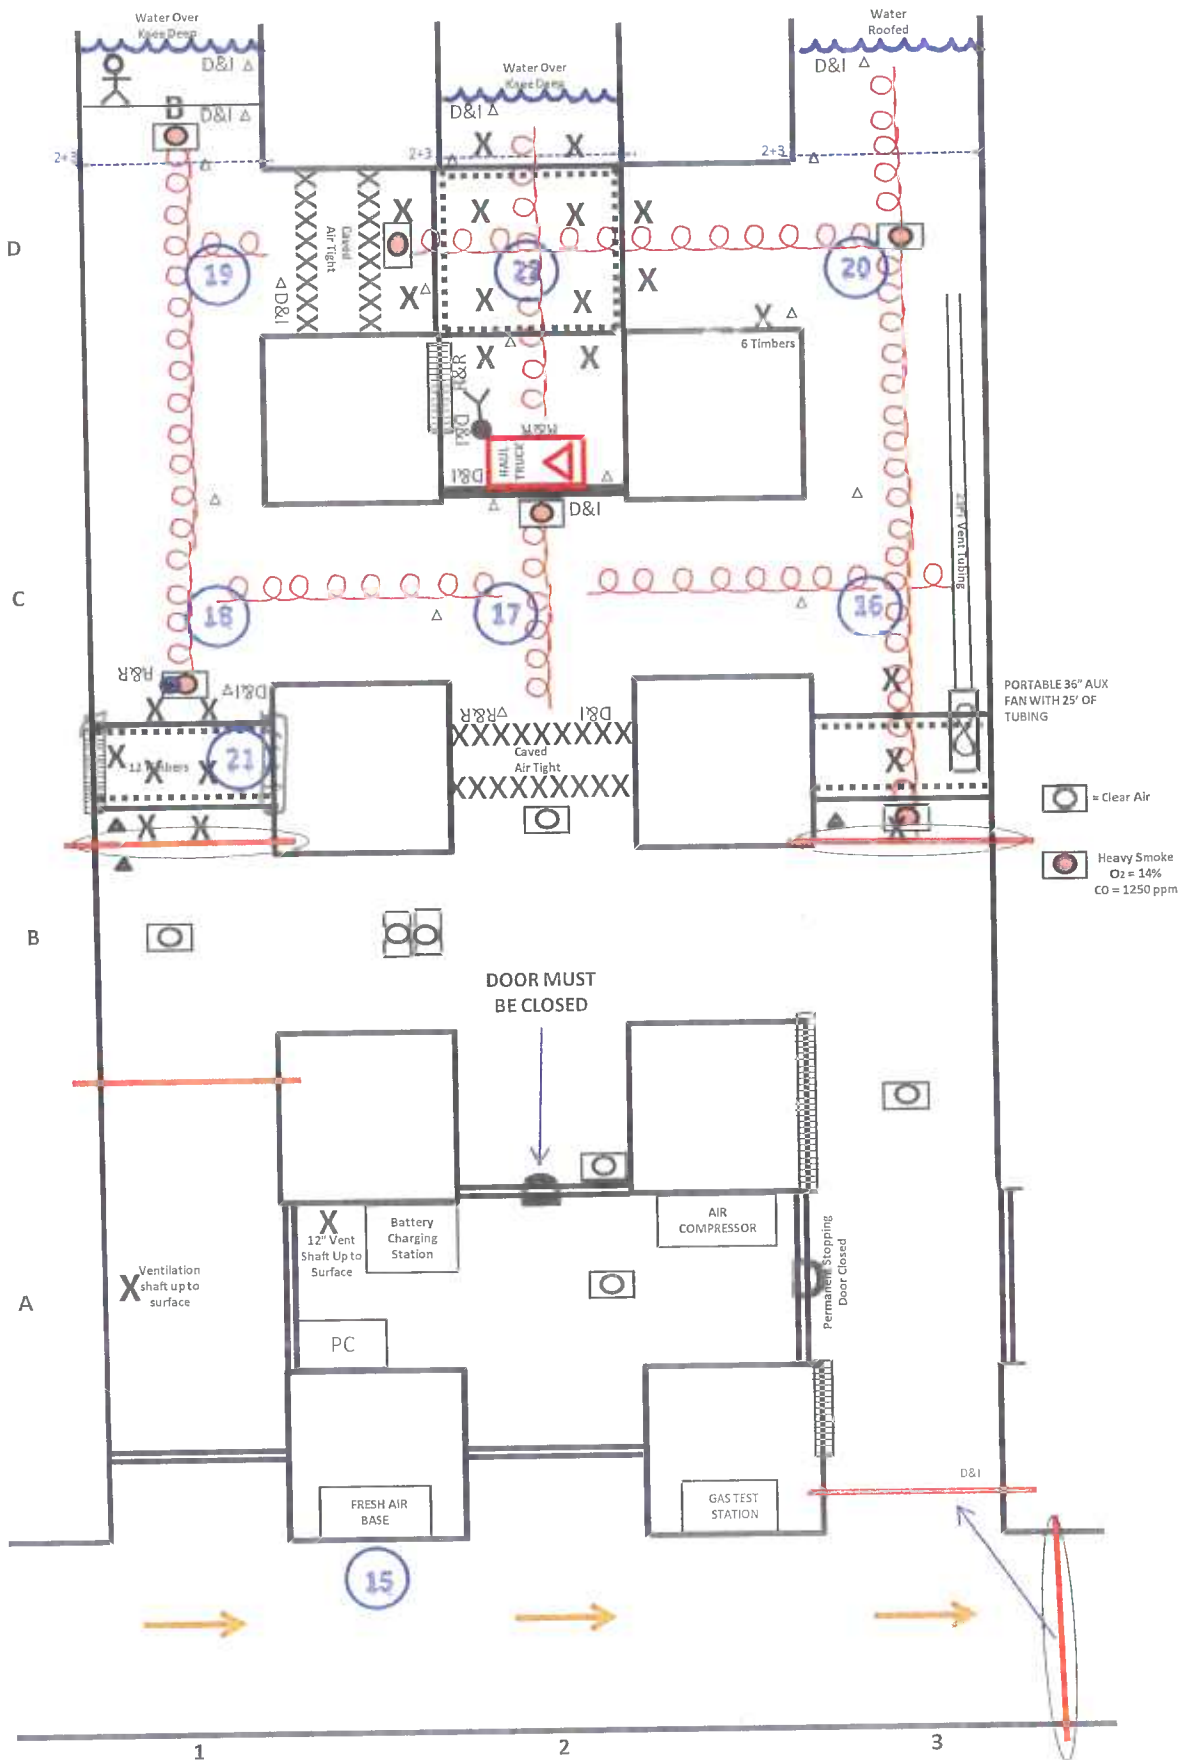 Water Over
Knee Deep
Water
Roofed
D&I
D&I
Water Over
Knee Deep
D&I
B
D&I
2+3
2+3
2+3
D
19
Caved
Air Tight
D&I
22
20
6 Timbers
R&R
D&I
D&I
R&R
HAUL
TRUCK
D&I
C
18
17
16
Vent Tubing
R&R
D&I
R&R
D&I
PORTABLE 36" AUX
FAN WITH 25' OF
TUBING
Caved
Air Tight
12 Timbers
21
= Clear Air
Heavy Smoke
O2 = 14%
CO = 1250 ppm
B
DOOR MUST
BE CLOSED
12" Vent
Shaft Up to
Surface
Battery
Charging
Station
AIR
COMPRESSOR
Ventilation
shaft up to
surface
A
Permanent Stopping
Door Closed
PC
D&I
FRESH AIR
BASE
GAS TEST
STATION
15
1
2
3